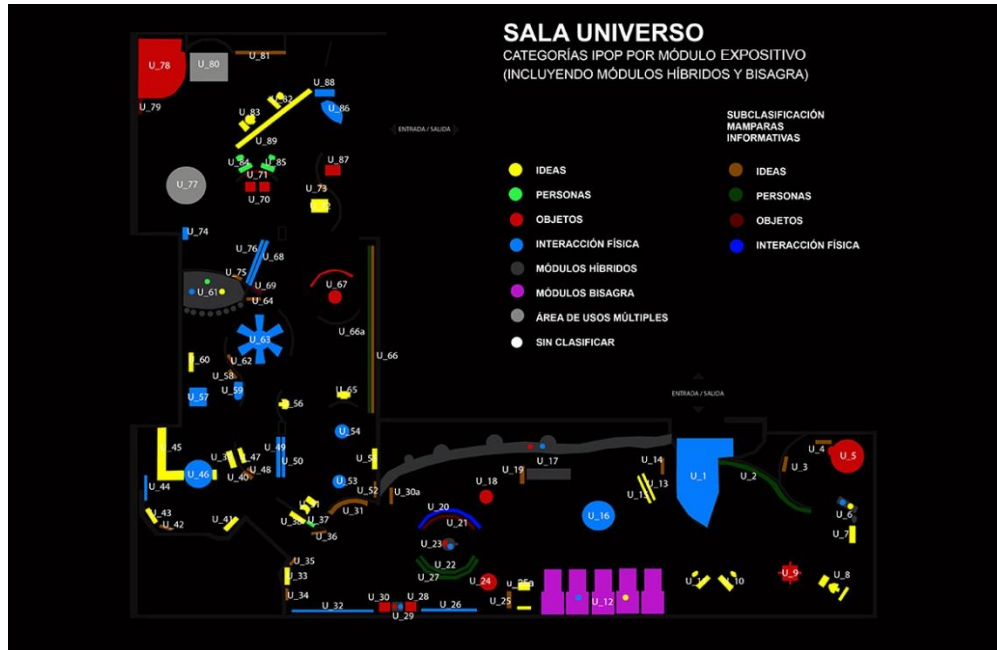 SALA UNIVERSO
CATEGORÍAS IPOP POR MÓDULO EXPOSITIVO
(INCLUYENDO MÓDULOS HÍBRIDOS Y BISAGRA)
SUBCLASIFICACIÓN
MAMPARAS
INFORMATIVAS
IDEAS
PERSONAS
OBJETOS
INTERACCIÓN FÍSICA
MÓDULOS HÍBRIDOS
MÓDULOS BISAGRA
ÁREA DE USOS MÚLTIPLES
SIN CLASIFICAR
IDEAS
PERSONAS
OBJETOS
INTERACCIÓN FÍSICA
ENTRADA / SALIDA
ENTRADA / SALIDA
U_81
U_78
U_80
U_79
U_88
U_82
U_86
U_83
U_89
U_84
U_85
U_71
U_87
U_77
U_70
U_73
U_74
U_76
U_68
U_75
U_61
U_69
U_64
U_67
U_66a
U_66
U_63
U_60
U_62
U_58
U_59
U_57
U_56
U_65
U_54
U_45
U_47
U_49
U_50
U_48
U_40
U_46
U_44
U_53
U_52
U_43
U_42
U_41
U_38
U_37
U_36
U_31
U_30a
U_35
U_33
U_34
U_32
U_30
U_28
U_29
U_26
U_19
U_18
U_17
U_20
U_21
U_23
U_22
U_27
U_24
U_25
u_25a
U_16
U_14
U_13
U_1
U_2
U_3
U_4
U_5
U_6
U_7
U_8
U_9
U_10
U_12